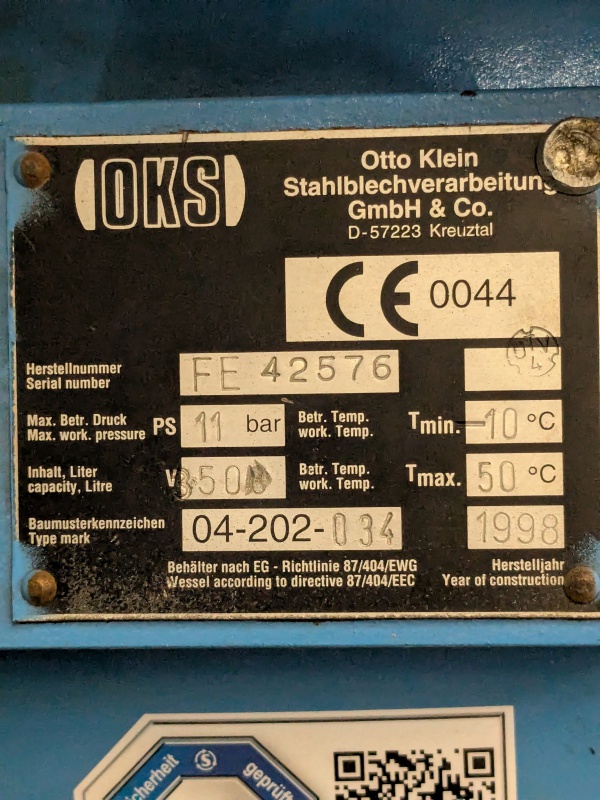 OKS
Otto Klein
Stahlblechverarbeitung
GmbH & Co.
D-57223 Kreuztal
CE 0044
Herstellnummer
Serial number
FE 42576
Max. Betr. Druck
Max. work. pressure
PS 11 bar
Betr. Temp.
work. Temp.
Tmin. -10 °C
Inhalt, Liter
capacity, Litre
V
Betr. Temp.
work. Temp.
Tmax. 50 °C
Baumusterkennzeichen
Type mark
04-202-034
1998
Behälter nach EG - Richtlinie 87/404/EWG
Vessel according to directive 87/404/EEC
Herstelljahr
Year of construction
geprüft